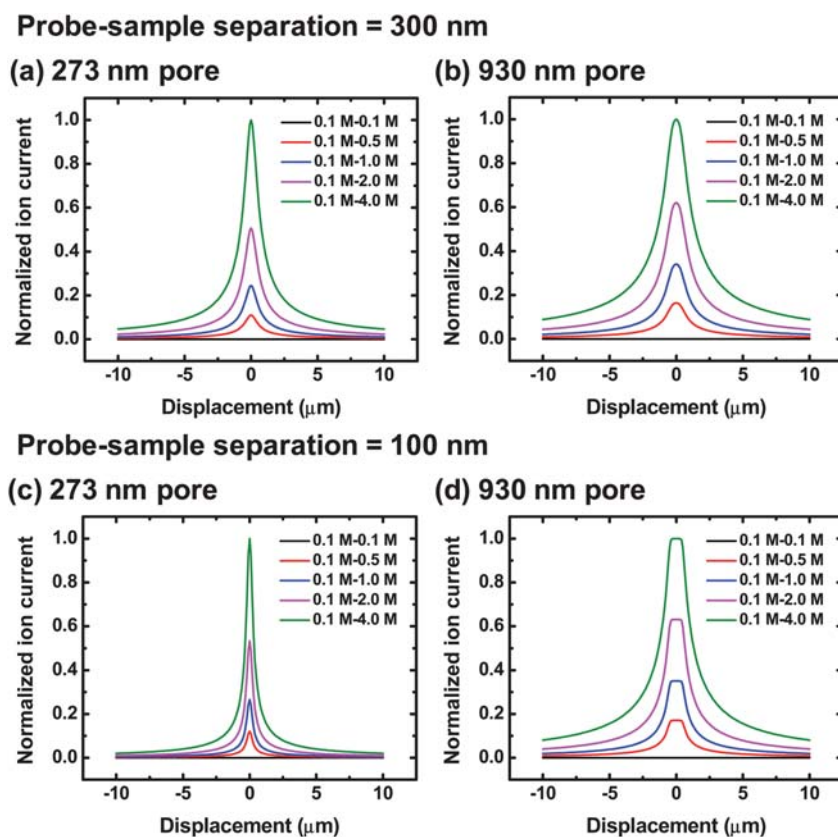 Probe-sample separation = 300 nm
(a) 273 nm pore
1.0
0.8
0.6
0.4
0.2
0.0
Normalized ion current
0.1 M-0.1 M
0.1 M-0.5 M
0.1 M-1.0 M
0.1 M-2.0 M
0.1 M-4.0 M
-10 -5 0 5 10
Displacement (μm)
(b) 930 nm pore
1.0
0.8
0.6
0.4
0.2
0.0
Normalized ion current
0.1 M-0.1 M
0.1 M-0.5 M
0.1 M-1.0 M
0.1 M-2.0 M
0.1 M-4.0 M
-10 -5 0 5 10
Displacement (μm)
Probe-sample separation = 100 nm
(c) 273 nm pore
1.0
0.8
0.6
0.4
0.2
0.0
Normalized ion current
0.1 M-0.1 M
0.1 M-0.5 M
0.1 M-1.0 M
0.1 M-2.0 M
0.1 M-4.0 M
-10 -5 0 5 10
Displacement (μm)
(d) 930 nm pore
1.0
0.8
0.6
0.4
0.2
0.0
Normalized ion current
0.1 M-0.1 M
0.1 M-0.5 M
0.1 M-1.0 M
0.1 M-2.0 M
0.1 M-4.0 M
-10 -5 0 5 10
Displacement (μm)